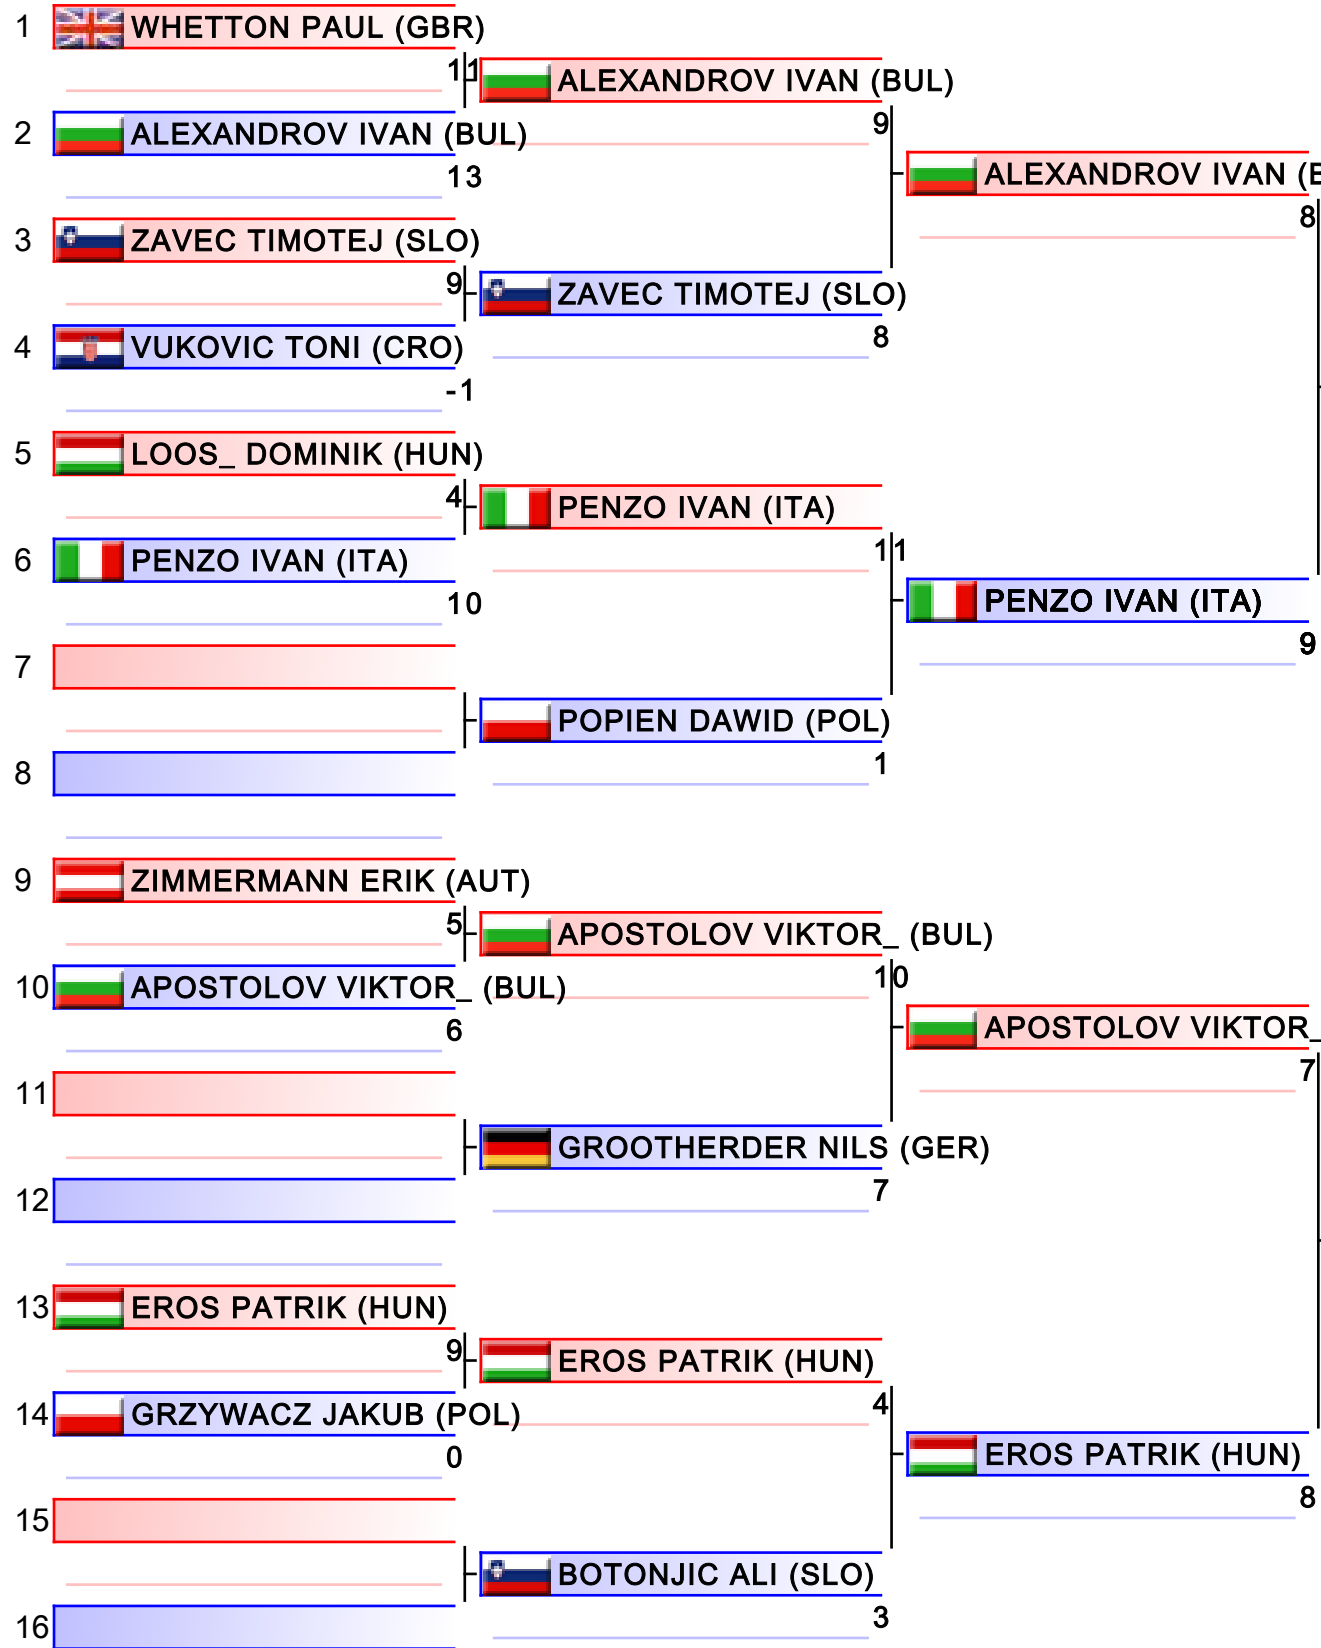 1 WHETTON PAUL (GBR)
11 ALEXANDROV IVAN (BUL)
2 ALEXANDROV IVAN (BUL) 9
13 ALEXANDROV IVAN (
8
3 ZAVEC TIMOTEJ (SLO)
9 ZAVEC TIMOTEJ (SLO)
4 VUKOVIC TONI (CRO) 8
-1
5 LOOS_ DOMINIK (HUN)
4 PENZO IVAN (ITA)
6 PENZO IVAN (ITA) 11
10 PENZO IVAN (ITA)
9
7
POPIEN DAWID (POL)
8 1
9 ZIMMERMANN ERIK (AUT)
5 APOSTOLOV VIKTOR_ (BUL)
10 APOSTOLOV VIKTOR_ (BUL) 10
6 APOSTOLOV VIKTOR_
7
11
GROOTHERDER NILS (GER)
12 7
13 EROS PATRIK (HUN)
9 EROS PATRIK (HUN)
14 GRZYWACZ JAKUB (POL) 4
0 EROS PATRIK (HUN)
8
15
BOTONJIC ALI (SLO)
16 3